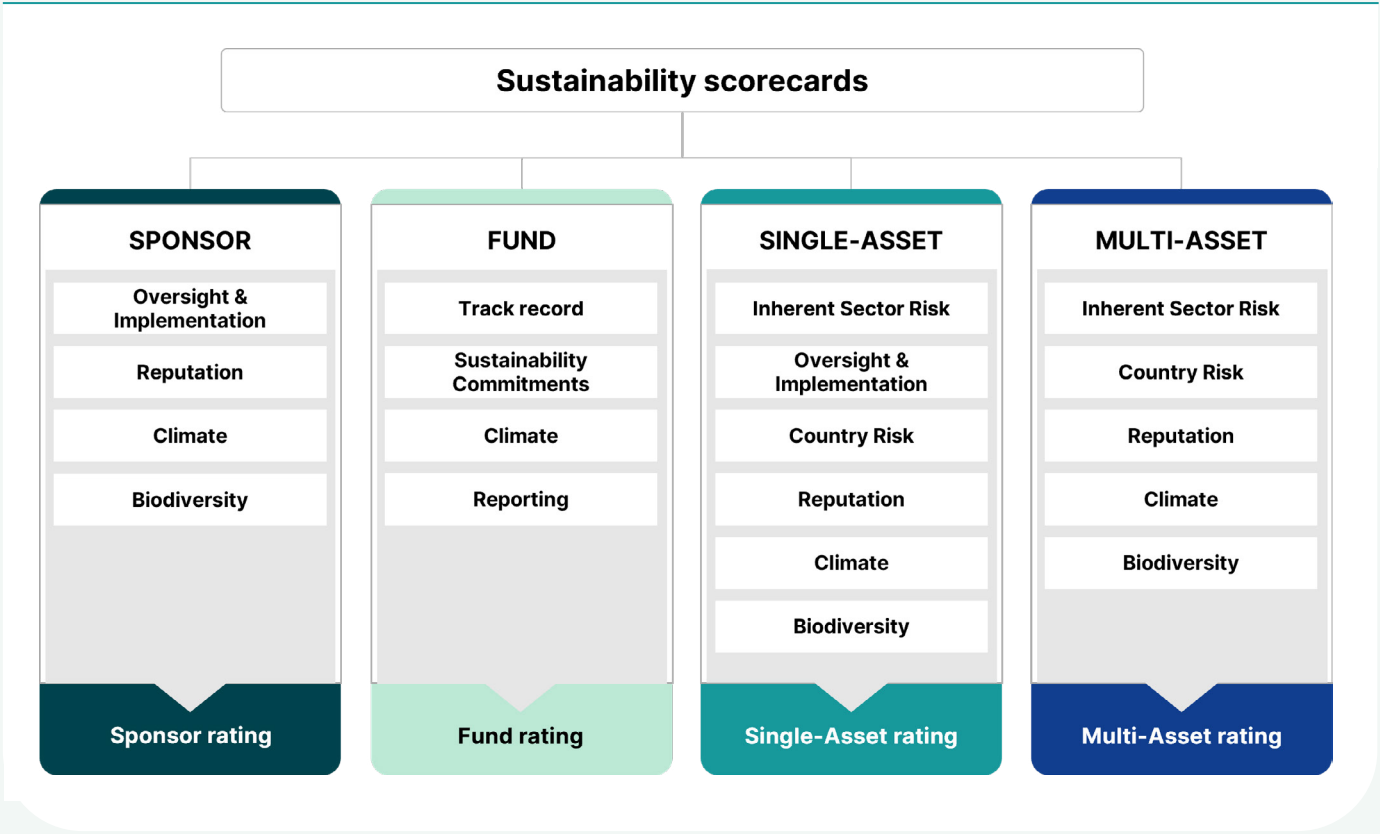 Sustainability scorecards
SPONSOR
Oversight &
Implementation
Reputation
Climate
Biodiversity
Sponsor rating
FUND
Track record
Sustainability
Commitments
Climate
Reporting
Fund rating
SINGLE-ASSET
Inherent Sector Risk
Oversight &
Implementation
Country Risk
Reputation
Climate
Biodiversity
Single-Asset rating
MULTI-ASSET
Inherent Sector Risk
Country Risk
Reputation
Climate
Biodiversity
Multi-Asset rating